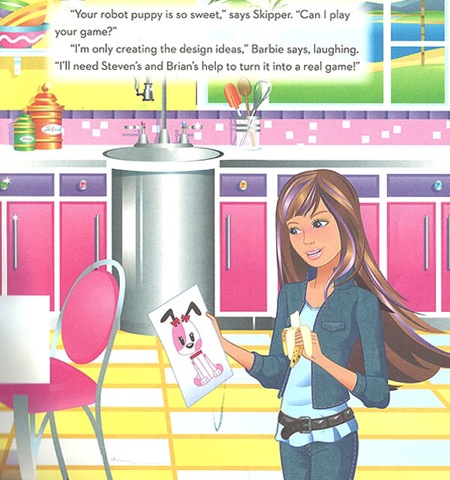 “Your robot puppy is so sweet,” says Skipper. “Can I play
your game?”
“I’m only creating the design ideas,” Barbie says, laughing.
“I’ll need Steven’s and Brian’s help to turn it into a real game!”